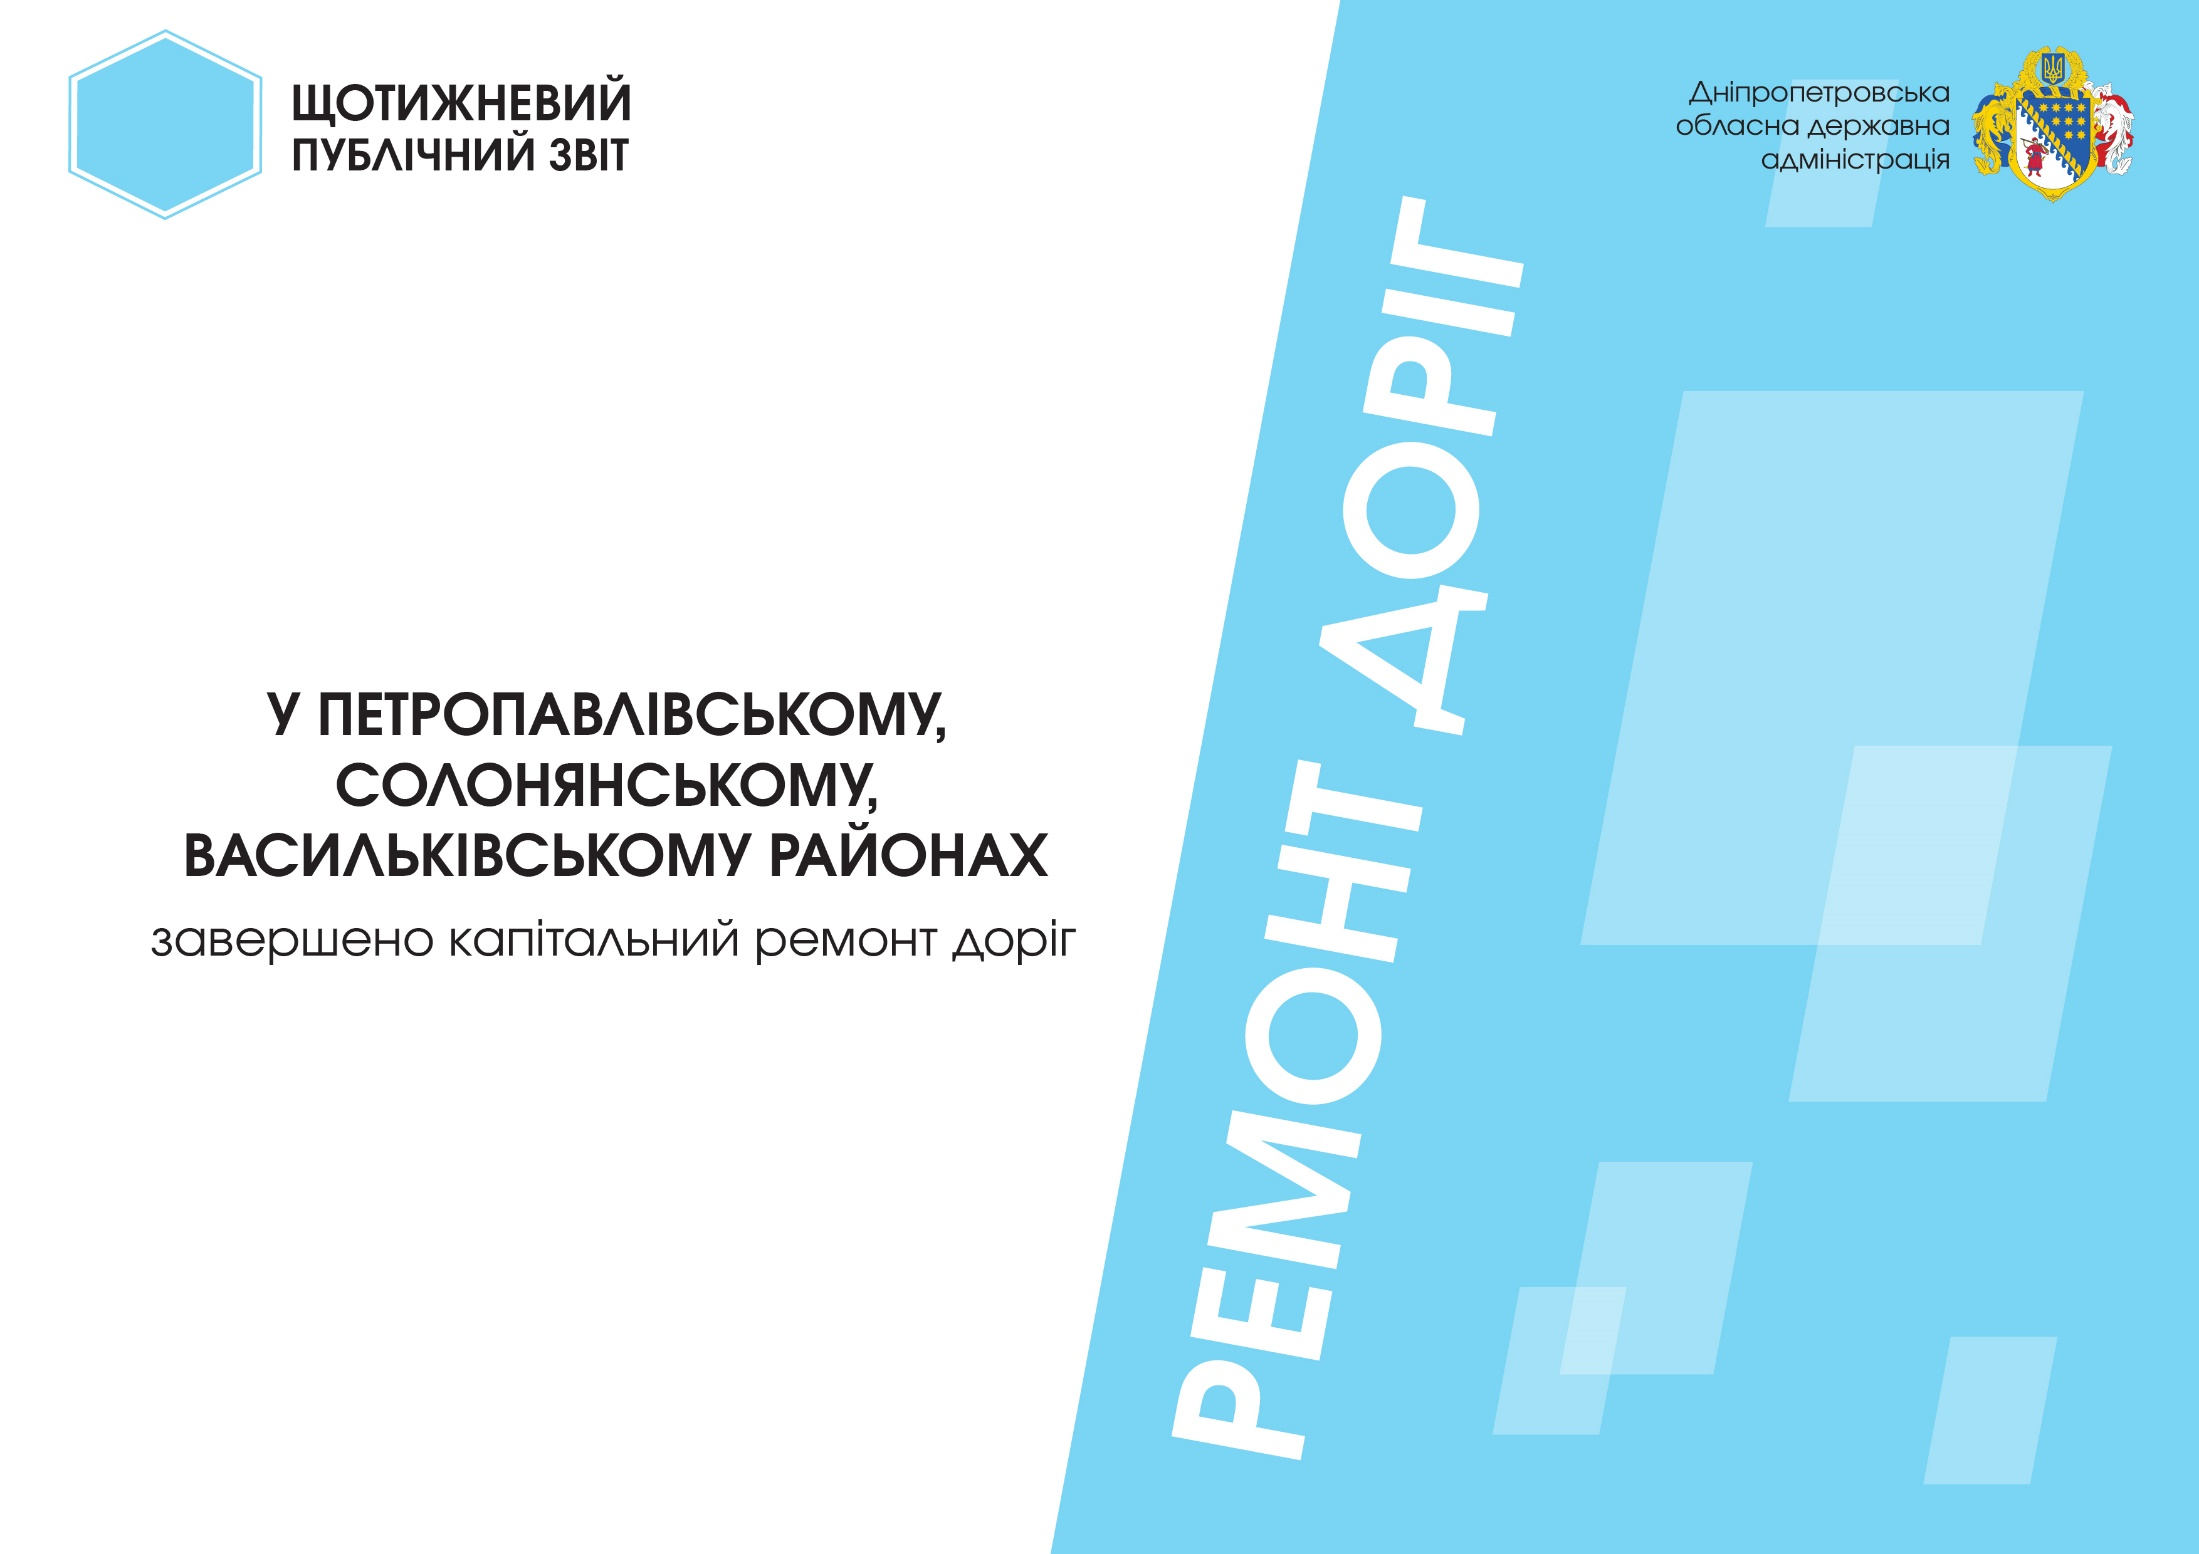 ЩОТИЖНЕВИЙ
ПУБЛІЧНИЙ ЗВІТ
Дніпропетровська
обласна державна
адміністрація
У ПЕТРОПАВЛІВСЬКОМУ,
СОЛОНЯНСЬКОМУ,
ВАСИЛЬКІВСЬКОМУ РАЙОНАХ
завершено капітальний ремонт доріг
РЕМОНТ ДОРІГ